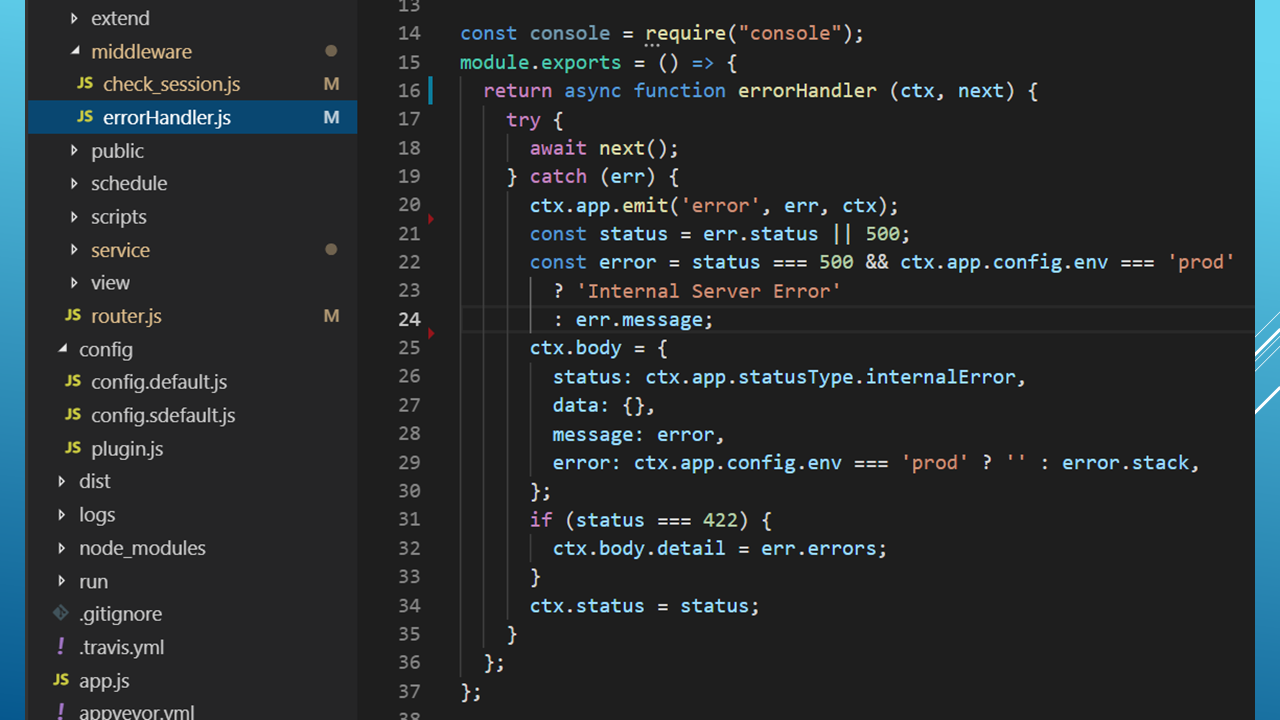 extend
middleware
JS check_session.js M
JS errorHandler.js M
public
schedule
scripts
service
view
JS router.js M
config
JS config.default.js
JS config.sdefault.js
JS plugin.js
dist
logs
node_modules
run
.gitignore
! .travis.yml
JS app.js
! appveyor.yml
13
14 const console = require("console");
15 module.exports = () => {
16 return async function errorHandler (ctx, next) {
17 try {
18 await next();
19 } catch (err) {
20 ctx.app.emit('error', err, ctx);
21 const status = err.status || 500;
22 const error = status === 500 && ctx.app.config.env === 'prod'
23 ? 'Internal Server Error'
24 : err.message;
25 ctx.body = {
26 status: ctx.app.statusType.internalError,
27 data: {},
28 message: error,
29 error: ctx.app.config.env === 'prod' ? '' : error.stack,
30 };
31 if (status === 422) {
32 ctx.body.detail = err.errors;
33 }
34 ctx.status = status;
35 }
36 };
37 };
38